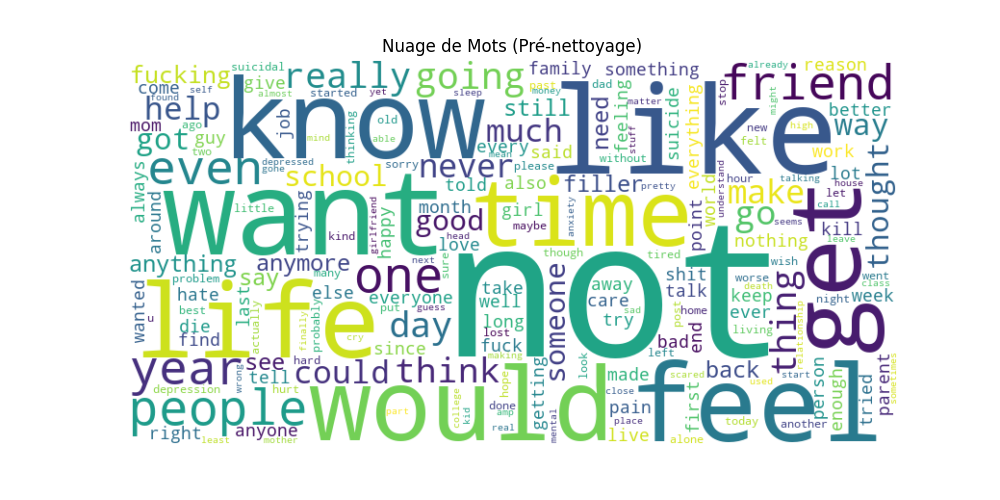 Nuage de Mots (Pré-nettoyage)
fucking suicidal really going family something friend already reason
come give almost started yet past money dad matter stop might work better
found self help know sleep still need stuff feeling suicide like new felt high way
mom ago job old thinking able much every said without everything
got guy two mind mean please pretty understand hour talking lot
even depressed gone school sorry never told also filler world make let house call thought
always want little girlfriend happy month good girl time anxiety point go seems kill get
around trying kind head maybe love though tired nothing wish leave
anything problem say anymore one sure next not someone away shit worse death went class
wanted u hate many else everyone take care sad talk keep ever night week
best last actually finally probably put guess well try post home living relationship thing
die find life cry day since long lost fuck bad end
year see wrong hard could think making look left back scared start person parent
depression tell hurt hope getting made close first used enough tried sometimes
people would part college done amp pain place feel another
right anyone kid real mental live alone today
least mother